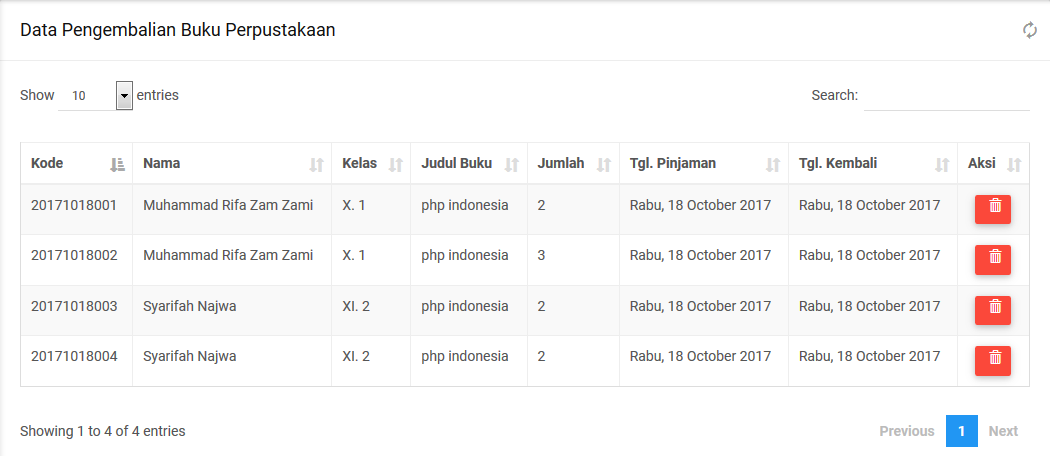 Data Pengembalian Buku Perpustakaan
Show 10 entries Search:
Kode Nama Kelas Judul Buku Jumlah Tgl. Pinjaman Tgl. Kembali Aksi
20171018001 Muhammad Rifa Zam Zami X. 1 php indonesia 2 Rabu, 18 October 2017 Rabu, 18 October 2017
20171018002 Muhammad Rifa Zam Zami X. 1 php indonesia 3 Rabu, 18 October 2017 Rabu, 18 October 2017
20171018003 Syarifah Najwa XI. 2 php indonesia 2 Rabu, 18 October 2017 Rabu, 18 October 2017
20171018004 Syarifah Najwa XI. 2 php indonesia 2 Rabu, 18 October 2017 Rabu, 18 October 2017
Showing 1 to 4 of 4 entries Previous 1 Next